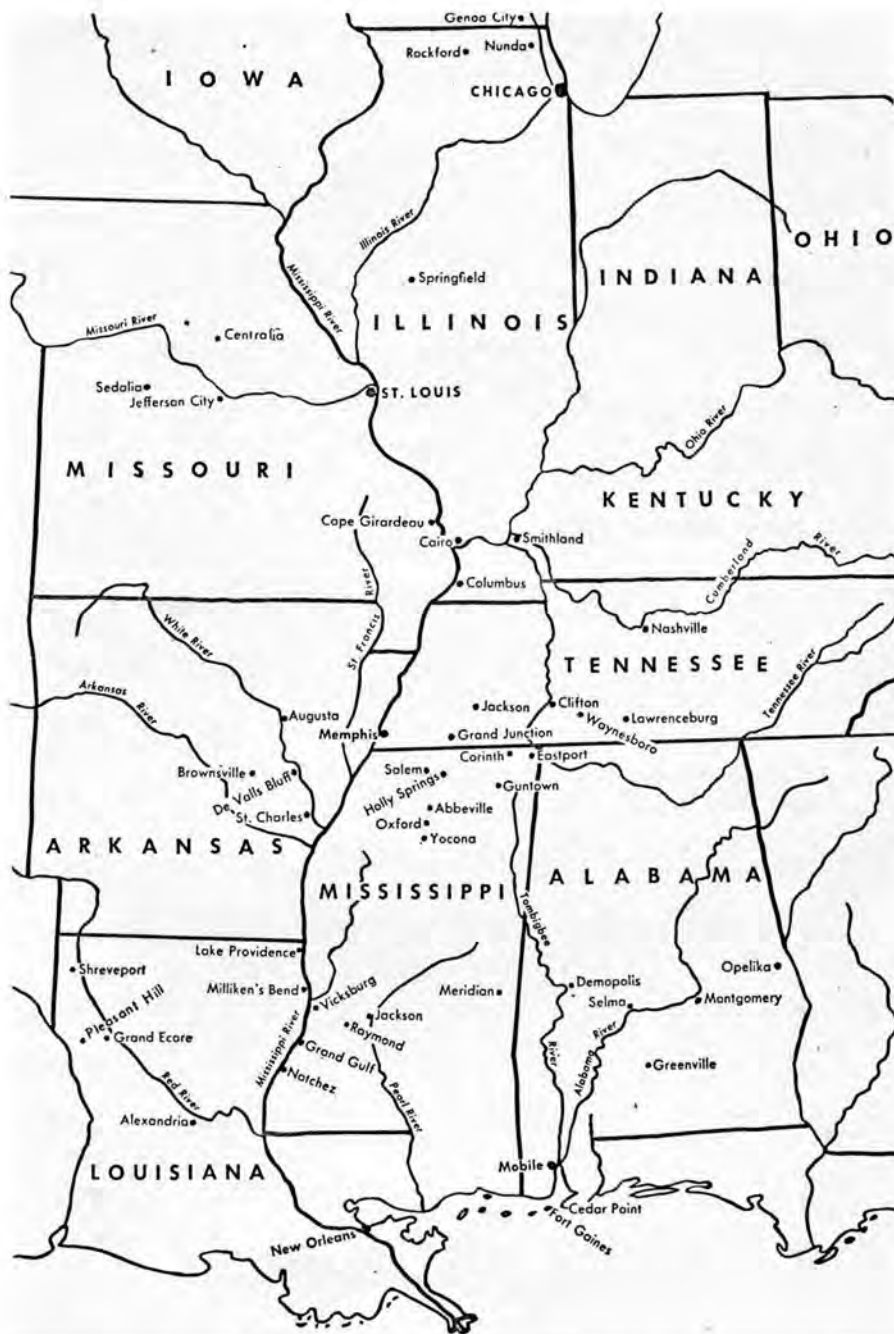 Genoa City
Rockford
Nunda
IOWA
CHICAGO
Illinois River
OHIO
INDIANA
Springfield
Mississippi River
ILLINOIS
Missouri River
Centralia
Sedalia
Jefferson City
ST. LOUIS
Ohio River
MISSOURI
KENTUCKY
Cape Girardeau
Cairo
Smithland
Cumberland River
Columbus
St Francis River
White River
Nashville
TENNESSEE
Tennessee River
Arkansas River
Augusta
Jackson
Clifton
Waynesboro
Lawrenceburg
Memphis
Grand Junction
Corinth
Eastport
Brownsville
De Valls Bluff
Salem
Holly Springs
Guntown
St. Charles
Abbeville
Oxford
Yocona
ARKANSAS
MISSISSIPPI
ALABAMA
Tombigbee River
Lake Providence
Shreveport
Opelika
Milliken's Bend
Vicksburg
Meridian
Demopolis
Selma
Montgomery
Jackson
Raymond
Pleasant Hill
Grand Ecore
Mississippi River
Grand Gulf
Natchez
Alabama River
Greenville
Red River
Pearl River
Alexandria
LOUISIANA
Mobile
Cedar Point
Fort Gaines
New Orleans